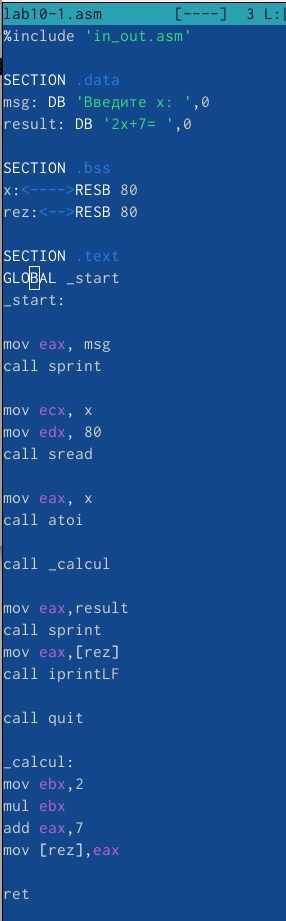 lab10-1.asm [----] 3 L:[
%include 'in_out.asm'
SECTION .data
msg: DB 'Введите x: ',0
result: DB '2x+7= ',0
SECTION .bss
x:<---->RESB 80
rez:<-->RESB 80
SECTION .text
GLOBAL _start
_start:
mov eax, msg
call sprint
mov ecx, x
mov edx, 80
call sread
mov eax, x
call atoi
call _calcul
mov eax,result
call sprint
mov eax,[rez]
call iprintLF
call quit
_calcul:
mov ebx,2
mul ebx
add eax,7
mov [rez],eax
ret